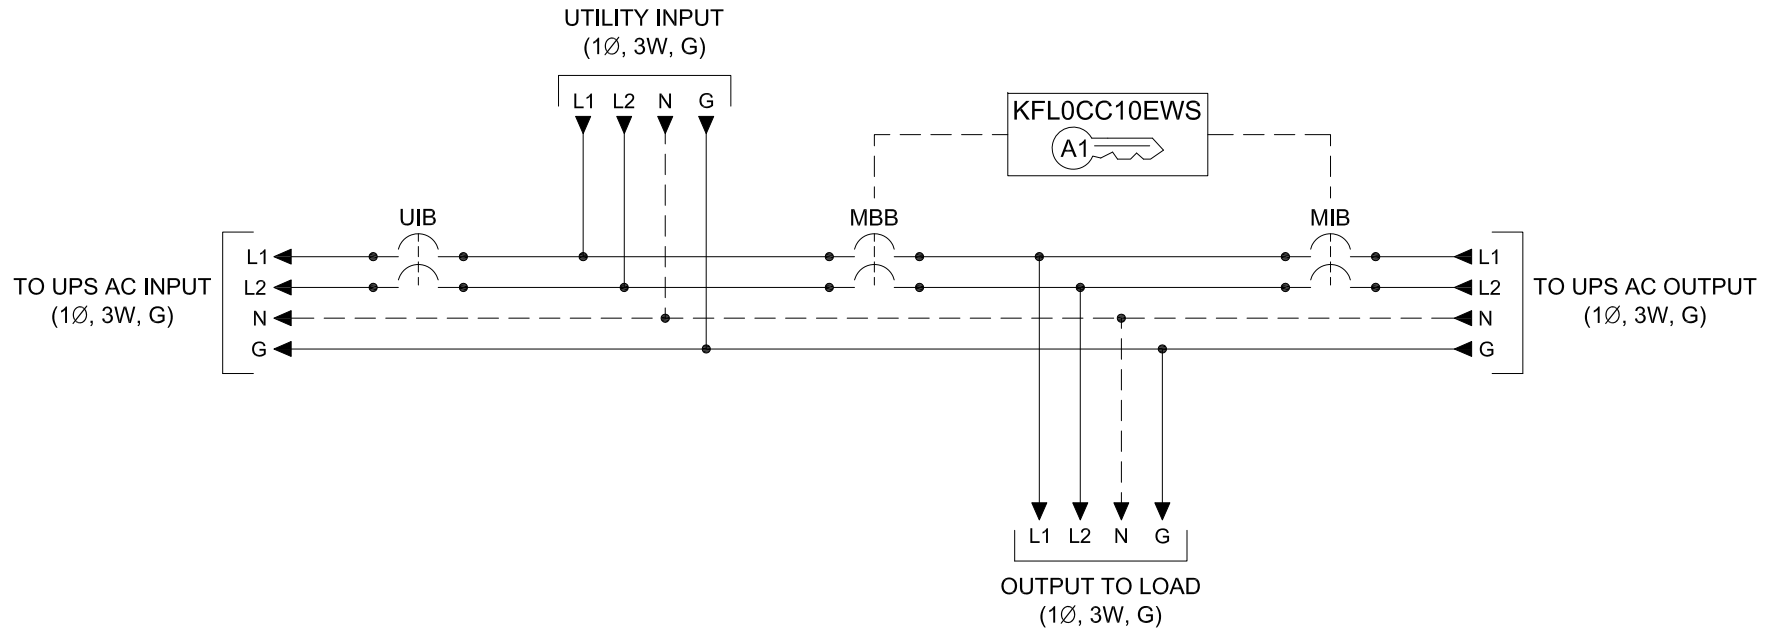 UTILITY INPUT
(1Ø, 3W, G)
L1 L2 N G
KFL0CC10EWS
A1
UIB
MBB
MIB
TO UPS AC INPUT
(1Ø, 3W, G)
L1
L2
N
G
L1
L2
N
G
TO UPS AC OUTPUT
(1Ø, 3W, G)
L1 L2 N G
OUTPUT TO LOAD
(1Ø, 3W, G)